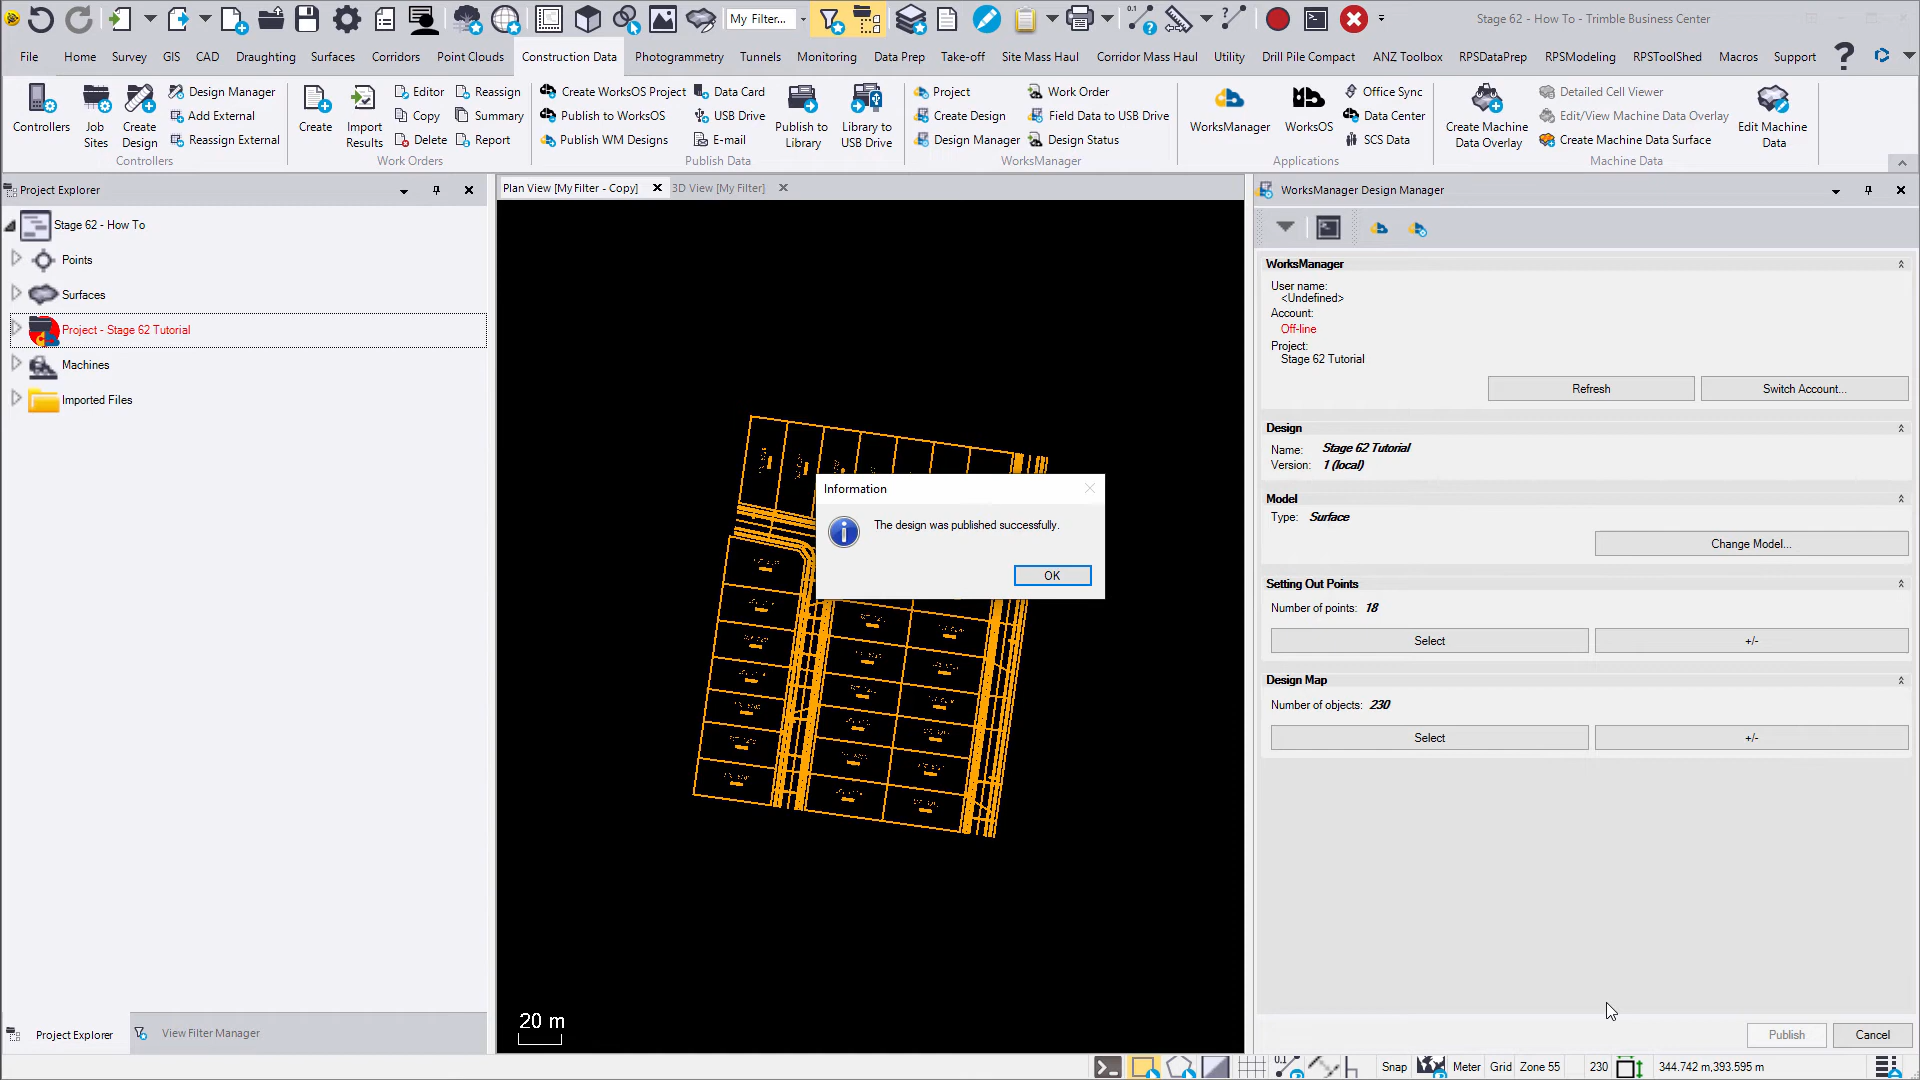 My Filter...
Stage 62 - How To - Trimble Business Center
File Home Survey GIS CAD Draughting Surfaces Corridors Point Clouds Construction Data Photogrammetry Tunnels Monitoring Data Prep Take-off Site Mass Haul Corridor Mass Haul Utility Drill Pile Compact ANZ Toolbox RPSDataPrep RPSModeling RPSToolShed Macros Support
Controllers
Job Sites
Create Design
Design Manager
Add External
Reassign External
Controllers
Create
Import Results
Editor
Copy
Delete
Reassign
Summary
Report
Work Orders
Create WorksOS Project
Publish to WorksOS
Publish WM Designs
Data Card
USB Drive
E-mail
Publish to Library
Library to USB Drive
Publish Data
Project
Create Design
Design Manager
Work Order
Field Data to USB Drive
Design Status
WorksManager
WorksManager
WorksOS
Office Sync
Data Center
SCS Data
Applications
Create Machine Data Overlay
Detailed Cell Viewer
Edit/View Machine Data Overlay
Create Machine Data Surface
Edit Machine Data
Machine Data
Project Explorer
Stage 62 - How To
Points
Surfaces
Project - Stage 62 Tutorial
Machines
Imported Files
Project Explorer
View Filter Manager
Plan View [My Filter - Copy]
3D View [My Filter]
20 m
Information
The design was published successfully.
OK
WorksManager Design Manager
WorksManager
User name:
<Undefined>
Account:
Off-line
Project:
Stage 62 Tutorial
Refresh
Switch Account...
Design
Name: Stage 62 Tutorial
Version: 1 (local)
Model
Type: Surface
Change Model...
Setting Out Points
Number of points: 18
Select
+/-
Design Map
Number of objects: 230
Select
+/-
Publish
Cancel
Snap Meter Grid Zone 55 230 344.742 m,393.595 m